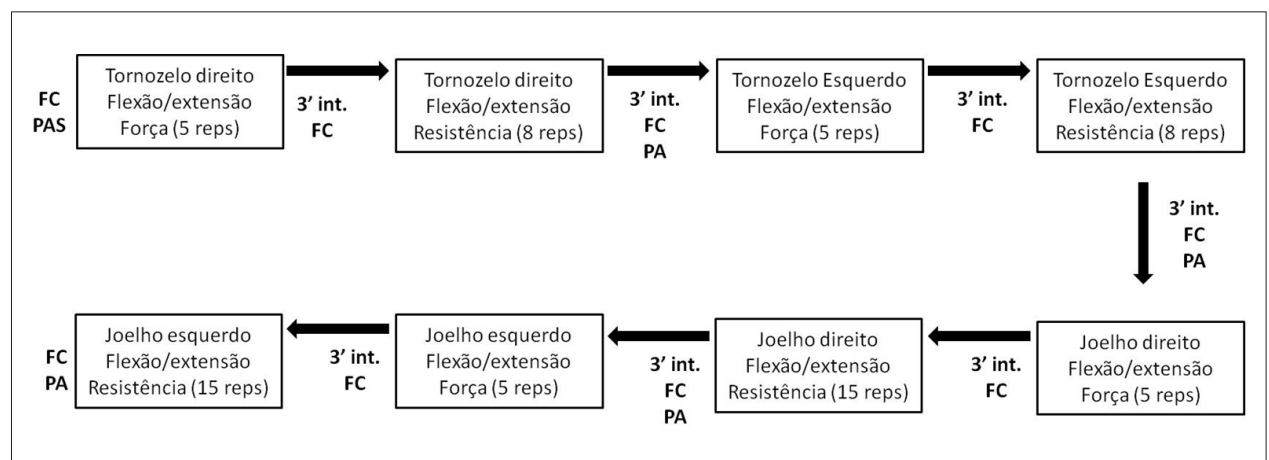 FC
PAS
Tornozelo direito
Flexão/extensão
Força (5 reps)
3’ int.
FC
Tornozelo direito
Flexão/extensão
Resistência (8 reps)
3’ int.
FC
PA
Tornozelo Esquerdo
Flexão/extensão
Força (5 reps)
3’ int.
FC
Tornozelo Esquerdo
Flexão/extensão
Resistência (8 reps)
3’ int.
FC
PA
Joelho direito
Flexão/extensão
Força (5 reps)
3’ int.
FC
Joelho direito
Flexão/extensão
Resistência (15 reps)
3’ int.
FC
PA
Joelho esquerdo
Flexão/extensão
Força (5 reps)
3’ int.
FC
Joelho esquerdo
Flexão/extensão
Resistência (15 reps)
FC
PA